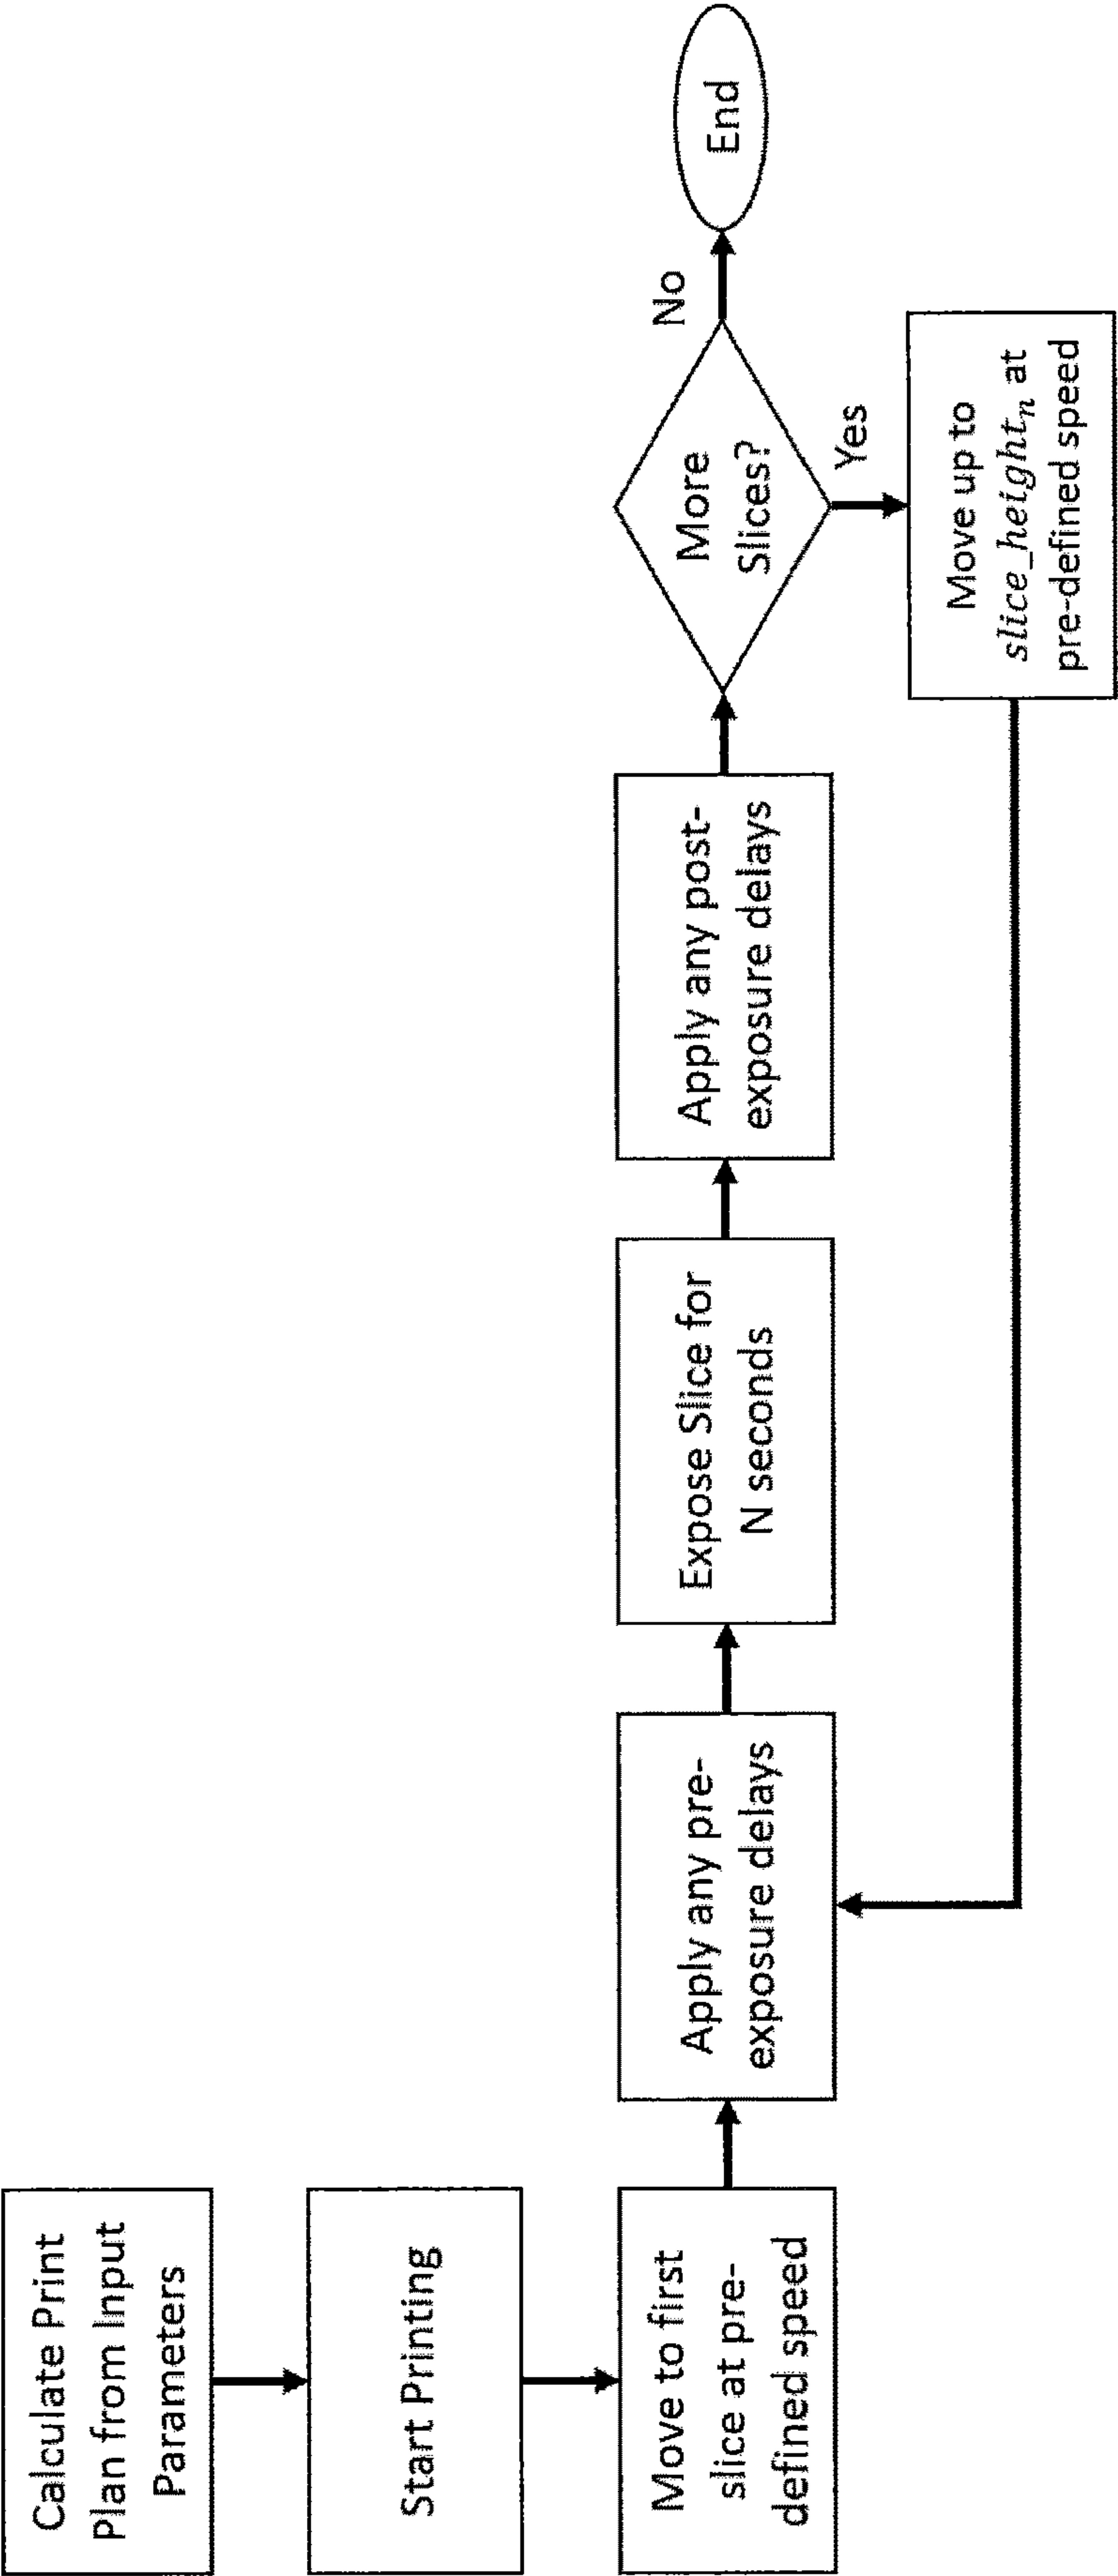 Calculate Print
Plan from Input
Parameters
Start Printing
Move to first
slice at pre-
defined speed
Apply any pre-
exposure delays
Expose Slice for
N seconds
Apply any post-
exposure delays
More
Slices?
No
End
Yes
Move up to
slice_heightₙ at
pre-defined speed